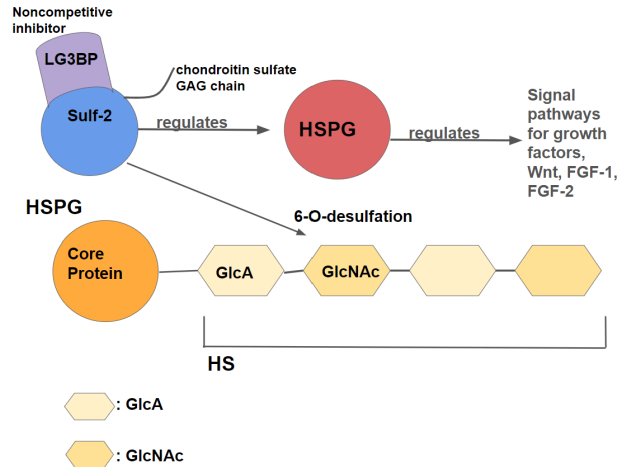 Noncompetitive
inhibitor
LG3BP
chondroitin sulfate
GAG chain
Sulf-2
regulates
HSPG
regulates
Signal
pathways
for growth
factors,
Wnt, FGF-1,
FGF-2
HSPG
6-O-desulfation
Core
Protein
GlcA
GlcNAc
HS
: GlcA
: GlcNAc